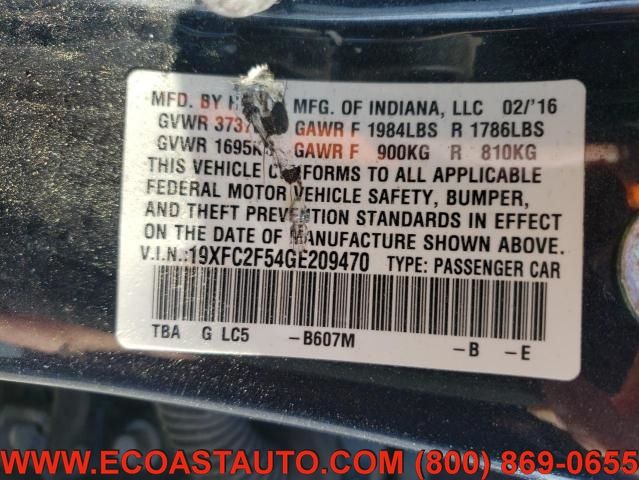 MFD. BY MFG. OF INDIANA, LLC 02/'16
GVWR 3737 GAWR F 1984LBS R 1786LBS
GVWR 1695K GAWR F 900KG R 810KG
THIS VEHICLE CONFORMS TO ALL APPLICABLE
FEDERAL MOTOR VEHICLE SAFETY, BUMPER,
AND THEFT PREVENTION STANDARDS IN EFFECT
ON THE DATE OF MANUFACTURE SHOWN ABOVE.
V.I.N.:19XFC2F54GE209470 TYPE: PASSENGER CAR
TBA G LC5 -B607M -B -E
WWW.ECOASTAUTO.COM (800) 869-0655